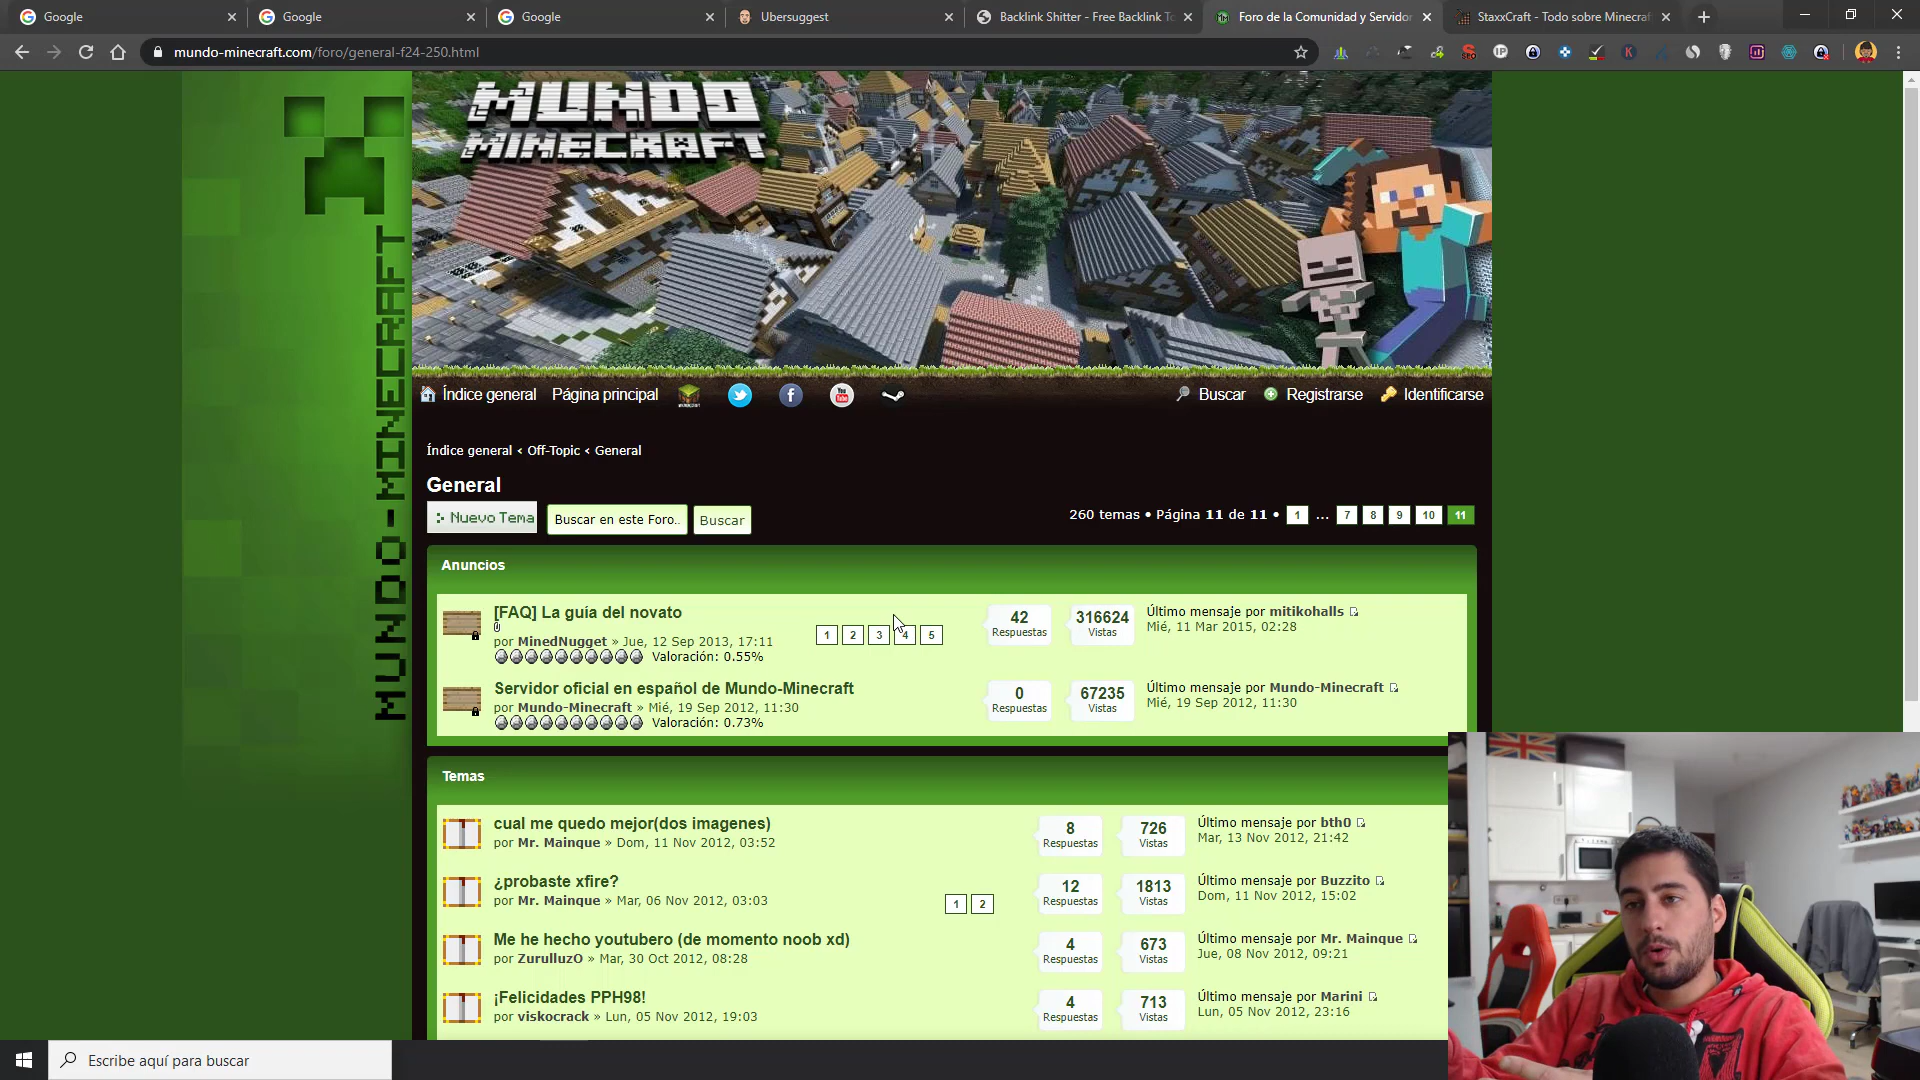 Google
Google
Google
Ubersuggest
Backlink Shitter - Free Backlink To
Foro de la Comunidad y Servidor
StaxxCraft - Todo sobre Minecraf
mundo-minecraft.com/foro/general-f24-250.html
MUNDO
MINECRAFT
MUNDO-MINECRAFT
Índice general
Página principal
Buscar
Registrarse
Identificarse
Índice general ‹ Off-Topic ‹ General
General
Nuevo Tema
Buscar en este Foro..
Buscar
260 temas • Página 11 de 11 • 1 ... 7 8 9 10 11
Anuncios
[FAQ] La guía del novato
por MinedNugget » Jue, 12 Sep 2013, 17:11
Valoración: 0.55%
1 2 3 4 5
42
Respuestas
316624
Vistas
Último mensaje por mitikohalls
Mié, 11 Mar 2015, 02:28
Servidor oficial en español de Mundo-Minecraft
por Mundo-Minecraft » Mié, 19 Sep 2012, 11:30
Valoración: 0.73%
0
Respuestas
67235
Vistas
Último mensaje por Mundo-Minecraft
Mié, 19 Sep 2012, 11:30
Temas
cual me quedo mejor(dos imagenes)
por Mr. Mainque » Dom, 11 Nov 2012, 03:52
8
Respuestas
726
Vistas
Último mensaje por bth0
Mar, 13 Nov 2012, 21:42
¿probaste xfire?
por Mr. Mainque » Mar, 06 Nov 2012, 03:03
1 2
12
Respuestas
1813
Vistas
Último mensaje por Buzzito
Dom, 11 Nov 2012, 15:02
Me he hecho youtubero (de momento noob xd)
por ZurulluzO » Mar, 30 Oct 2012, 08:28
4
Respuestas
673
Vistas
Último mensaje por Mr. Mainque
Jue, 08 Nov 2012, 09:21
¡Felicidades PPH98!
por viskocrack » Lun, 05 Nov 2012, 19:03
4
Respuestas
713
Vistas
Último mensaje por Marini
Lun, 05 Nov 2012, 23:16
Escribe aquí para buscar